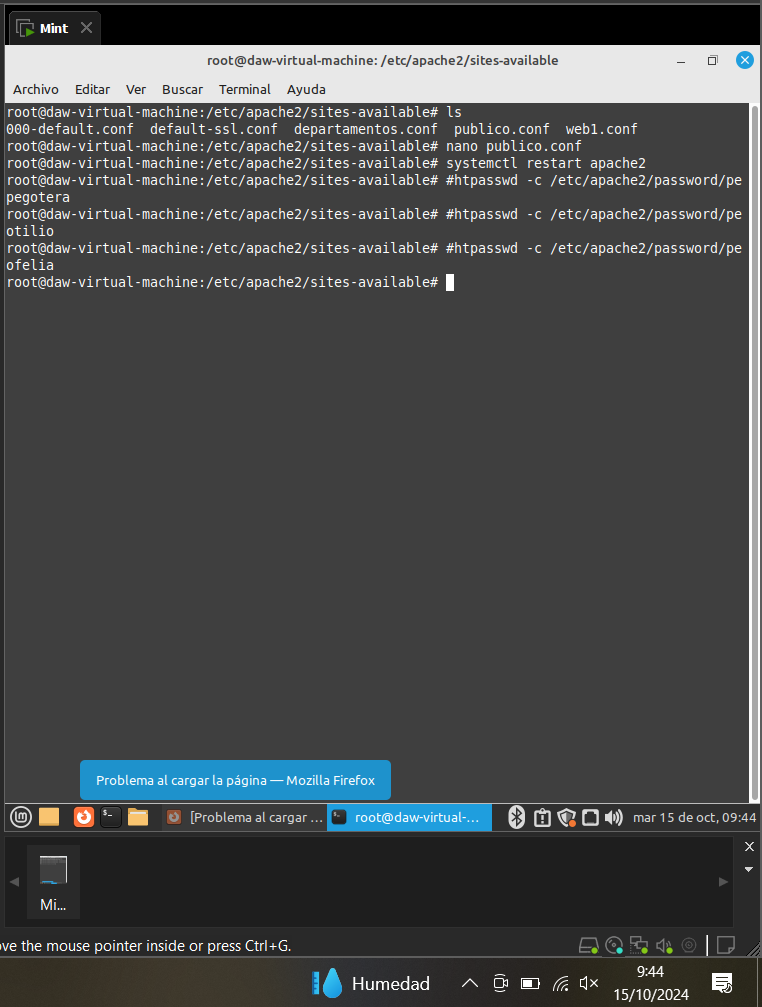 Mint
root@daw-virtual-machine: /etc/apache2/sites-available
Archivo Editar Ver Buscar Terminal Ayuda
root@daw-virtual-machine:/etc/apache2/sites-available# ls
000-default.conf default-ssl.conf departamentos.conf publico.conf web1.conf
root@daw-virtual-machine:/etc/apache2/sites-available# nano publico.conf
root@daw-virtual-machine:/etc/apache2/sites-available# systemctl restart apache2
root@daw-virtual-machine:/etc/apache2/sites-available# #htpasswd -c /etc/apache2/password/pe
pegotera
root@daw-virtual-machine:/etc/apache2/sites-available# #htpasswd -c /etc/apache2/password/pe
otilio
root@daw-virtual-machine:/etc/apache2/sites-available# #htpasswd -c /etc/apache2/password/pe
ofelia
root@daw-virtual-machine:/etc/apache2/sites-available#
Problema al cargar la página — Mozilla Firefox
[Problema al cargar ... root@daw-virtual-... mar 15 de oct, 09:44
Mi...
ove the mouse pointer inside or press Ctrl+G.
Humedad
9:44
15/10/2024